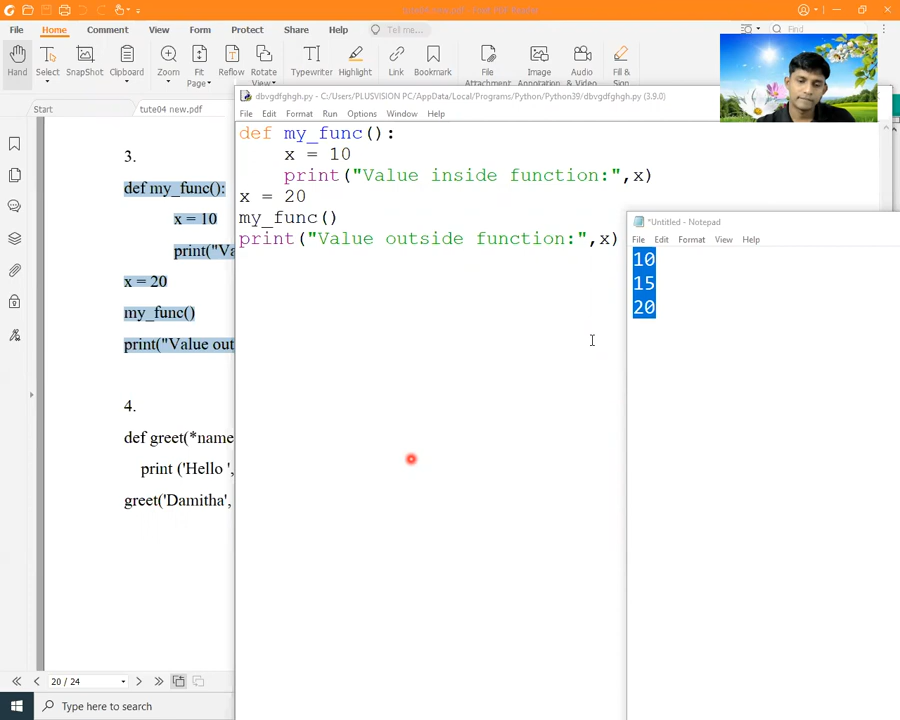 File Home Comment View Form Protect Share Help Tell me... Find
Hand Select SnapShot Clipboard Zoom Fit Page Reflow Rotate View Typewriter Highlight Link Bookmark File Attachment Image Annotation Audio & Video Fill & Sign
Start tute04 new.pdf
3.
def my_func():
x = 10
print("Va
x = 20
my_func()
print("Value out
4.
def greet(*name
print ('Hello ',
greet('Damitha',
20 / 24
dbvgdfghgh.py - C:/Users/PLUSVISION PC/AppData/Local/Programs/Python/Python39/dbvgdfghgh.py (3.9.0)
File Edit Format Run Options Window Help
def my_func():
    x = 10
    print("Value inside function:",x)
x = 20
my_func()
print("Value outside function:",x)
*Untitled - Notepad
File Edit Format View Help
10
15
20
Type here to search